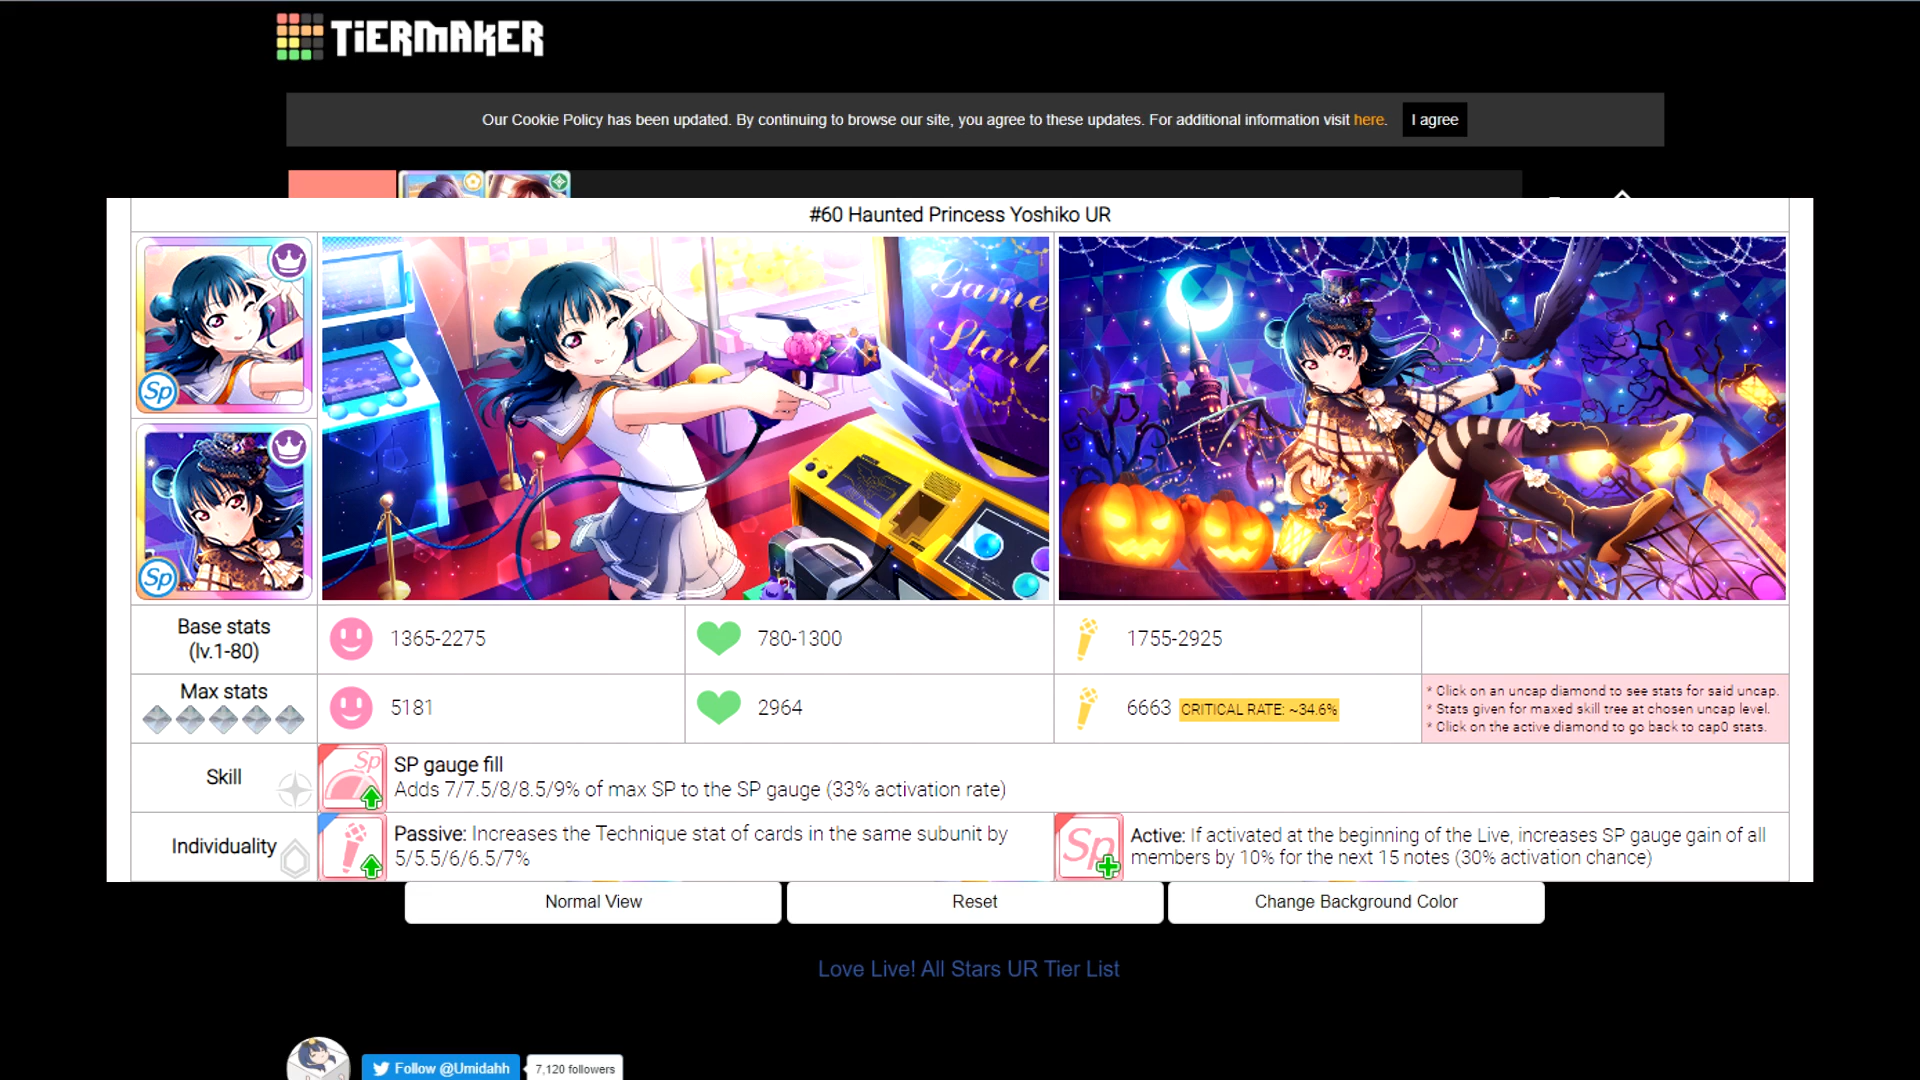 TiERMAKER
Our Cookie Policy has been updated. By continuing to browse our site, you agree to these updates. For additional information visit here.
I agree
#60 Haunted Princess Yoshiko UR
Sp
Game
Start
Sp
Base stats
(lv.1-80)
1365-2275
780-1300
1755-2925
Max stats
5181
2964
6663 CRITICAL RATE: ~34.6%
* Click on an uncap diamond to see stats for said uncap.
* Stats given for maxed skill tree at chosen uncap level.
* Click on the active diamond to go back to cap0 stats.
Skill
Sp
SP gauge fill
Adds 7/7.5/8/8.5/9% of max SP to the SP gauge (33% activation rate)
Individuality
Passive: Increases the Technique stat of cards in the same subunit by
5/5.5/6/6.5/7%
Sp
Active: If activated at the beginning of the Live, increases SP gauge gain of all
members by 10% for the next 15 notes (30% activation chance)
Normal View
Reset
Change Background Color
Love Live! All Stars UR Tier List
Follow @Umidahh
7,120 followers